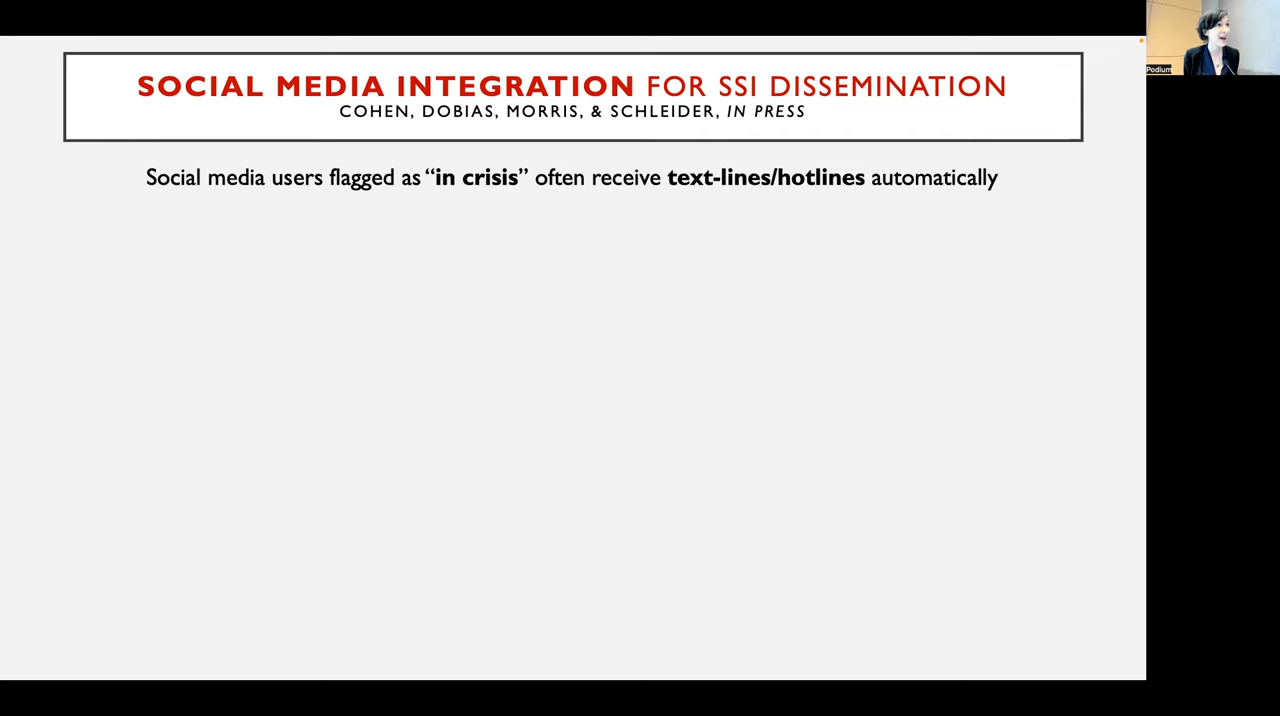 SOCIAL MEDIA INTEGRATION FOR SSI DISSEMINATION
COHEN, DOBIAS, MORRIS, & SCHLEIDER, IN PRESS
Social media users flagged as “in crisis” often receive text-lines/hotlines automatically
Podium